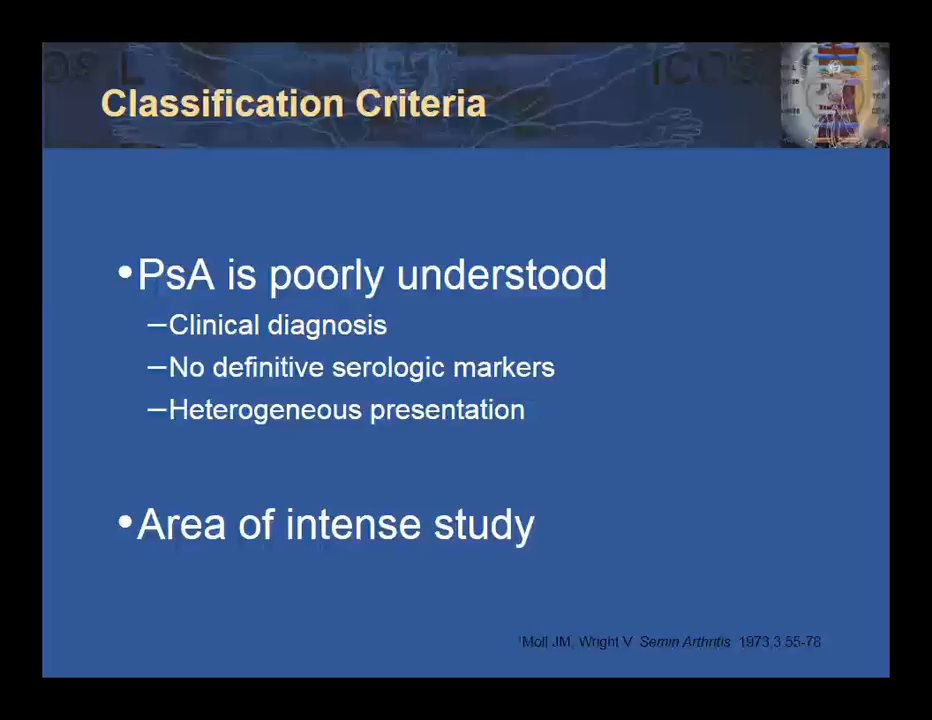 Classification Criteria
•PsA is poorly understood
–Clinical diagnosis
–No definitive serologic markers
–Heterogeneous presentation
•Area of intense study
¹Moll JM, Wright V Semin Arthritis 1973,3 55-78